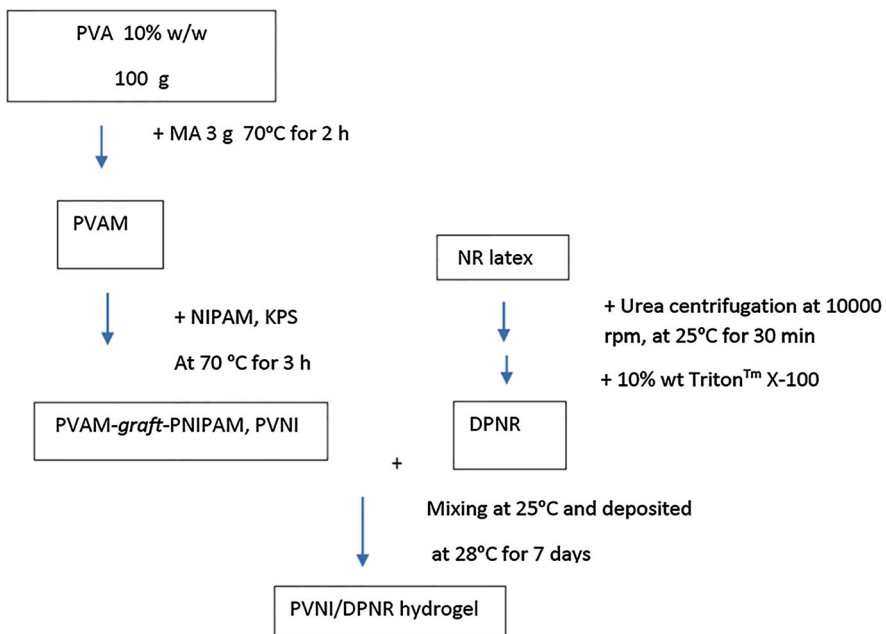 PVA 10% w/w
100 g
+ MA 3 g 70°C for 2 h
PVAM
+ NIPAM, KPS
At 70 °C for 3 h
PVAM-graft-PNIPAM, PVNI
NR latex
+ Urea centrifugation at 10000
rpm, at 25°C for 30 min
+ 10% wt Triton™ X-100
DPNR
+
Mixing at 25°C and deposited
at 28°C for 7 days
PVNI/DPNR hydrogel